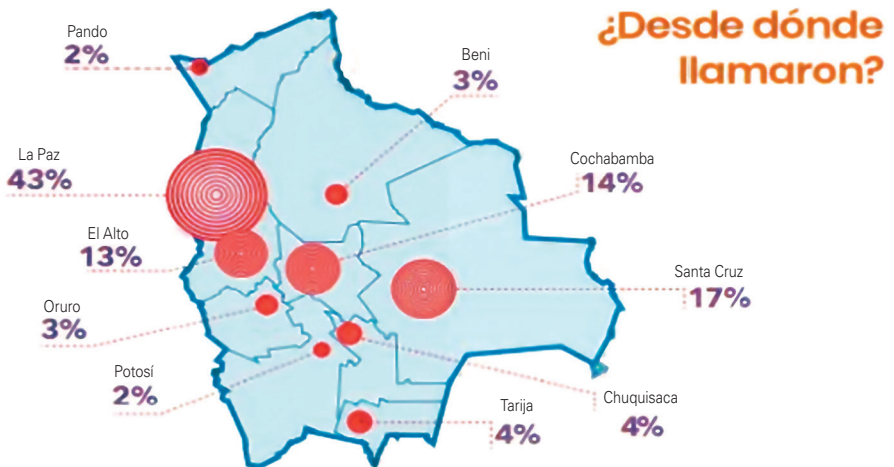 ¿Desde dónde
llamaron?
Pando
2%
Beni
3%
La Paz
43%
Cochabamba
14%
El Alto
13%
Santa Cruz
17%
Oruro
3%
Potosí
2%
Tarija
4%
Chuquisaca
4%